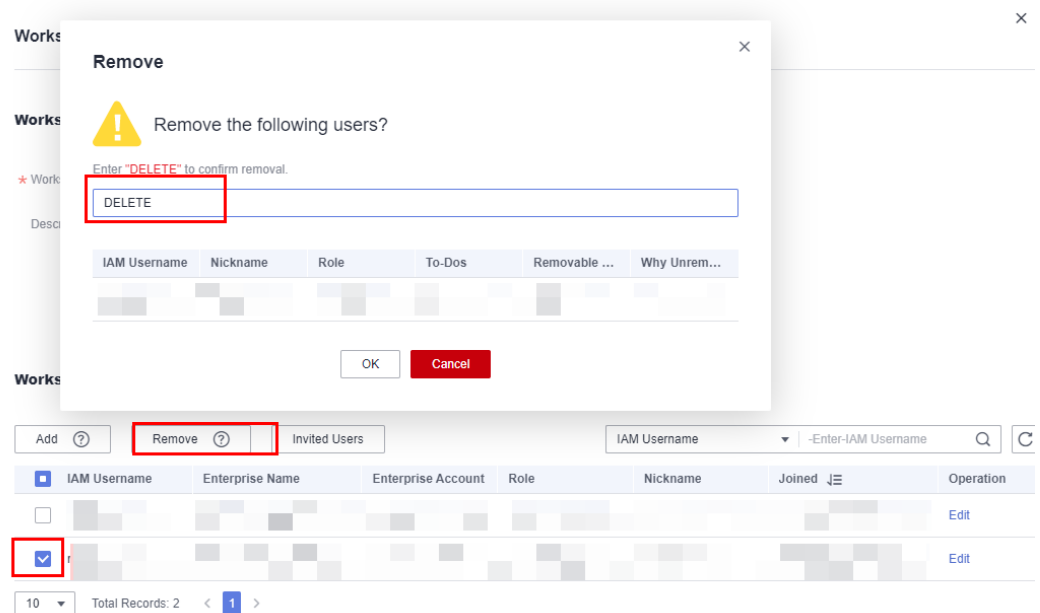 Works
Remove
Works
Remove the following users?
Enter "DELETE" to confirm removal.
Work
DELETE
Descr
IAM Username Nickname Role To-Dos Removable ... Why Unrem...
OK Cancel
Works
Add Remove Invited Users IAM Username -Enter-IAM Username
IAM Username Enterprise Name Enterprise Account Role Nickname Joined Operation
Edit
Edit
10 Total Records: 2 < 1 >